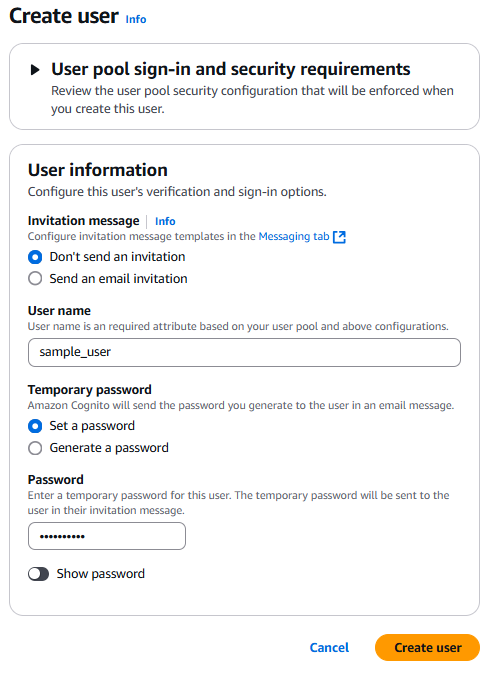 Create user Info
User pool sign-in and security requirements
Review the user pool security configuration that will be enforced when
you create this user.
User information
Configure this user's verification and sign-in options.
Invitation message Info
Configure invitation message templates in the Messaging tab
Don't send an invitation
Send an email invitation
User name
User name is an required attribute based on your user pool and above configurations.
sample_user
Temporary password
Amazon Cognito will send the password you generate to the user in an email message.
Set a password
Generate a password
Password
Enter a temporary password for this user. The temporary password will be sent to the
user in their invitation message.
••••••••••
Show password
Cancel Create user